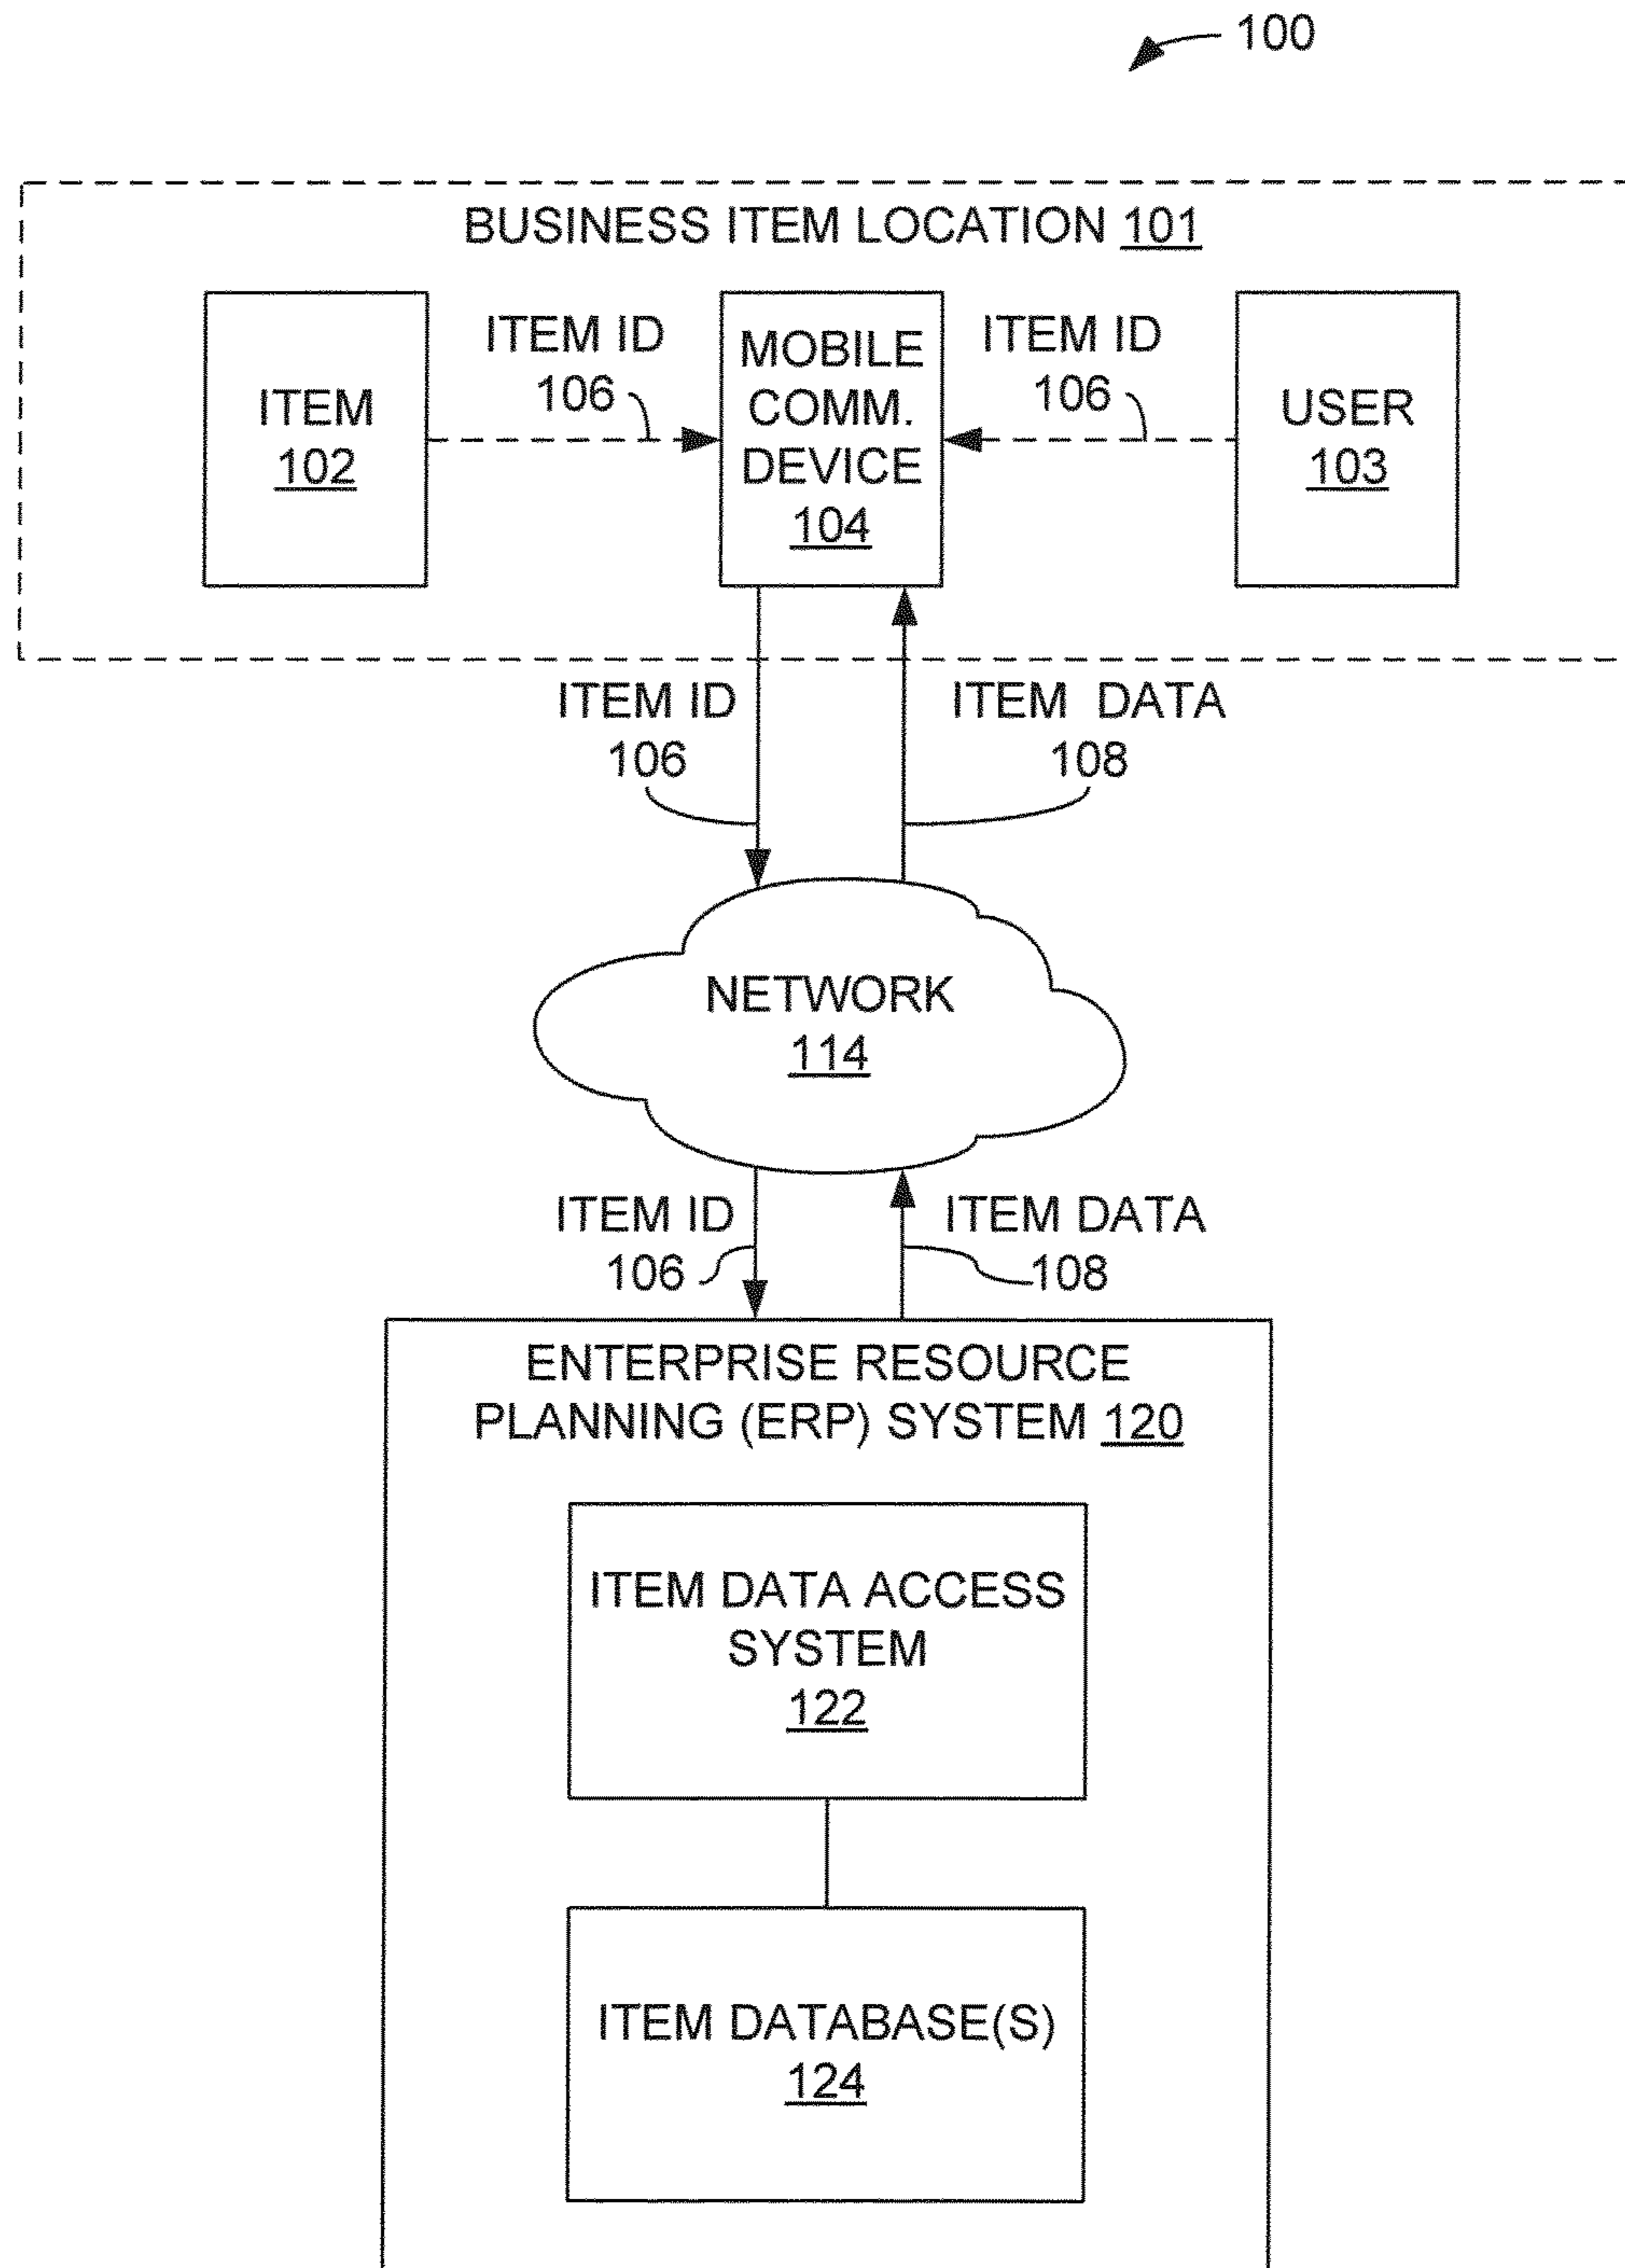 100
BUSINESS ITEM LOCATION 101
ITEM
102
ITEM ID
106
MOBILE
COMM.
DEVICE
104
ITEM ID
106
USER
103
ITEM ID
106
ITEM DATA
108
NETWORK
114
ITEM ID
106
ITEM DATA
108
ENTERPRISE RESOURCE
PLANNING (ERP) SYSTEM 120
ITEM DATA ACCESS
SYSTEM
122
ITEM DATABASE(S)
124